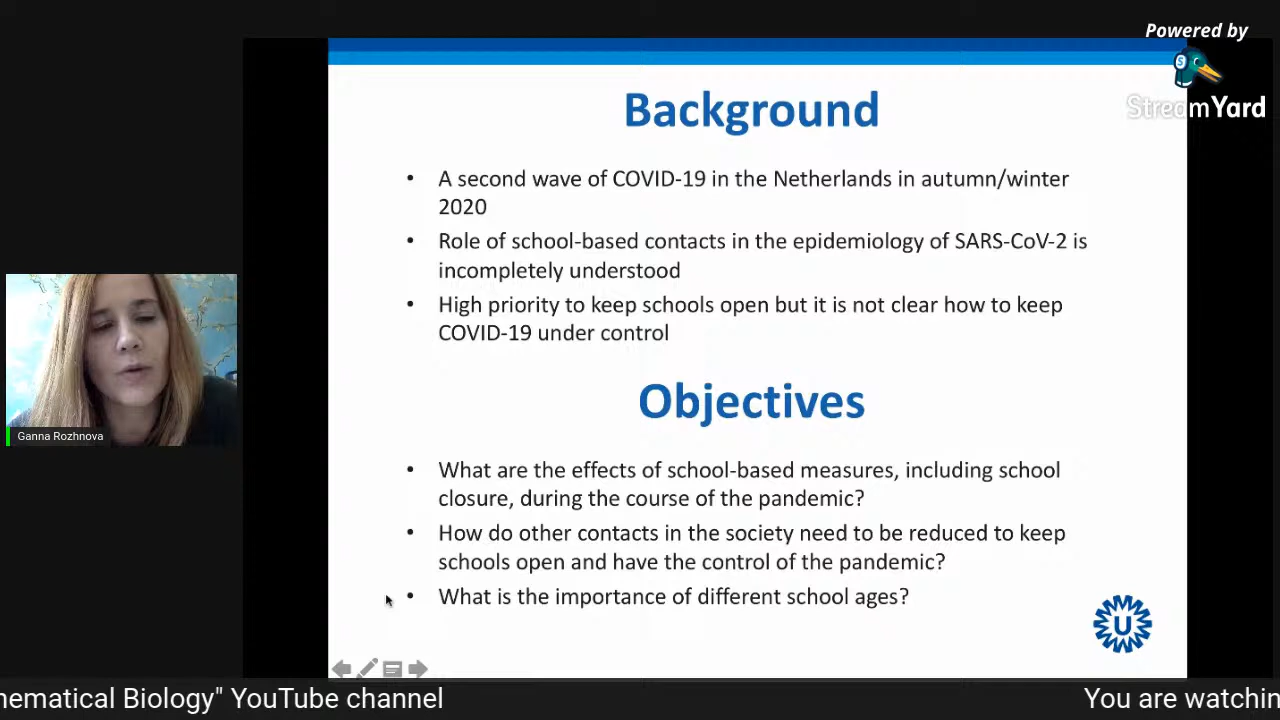 Powered by
StreamYard
Background
• A second wave of COVID-19 in the Netherlands in autumn/winter
2020
• Role of school-based contacts in the epidemiology of SARS-CoV-2 is
incompletely understood
• High priority to keep schools open but it is not clear how to keep
COVID-19 under control
Objectives
• What are the effects of school-based measures, including school
closure, during the course of the pandemic?
• How do other contacts in the society need to be reduced to keep
schools open and have the control of the pandemic?
• What is the importance of different school ages?
U
Ganna Rozhnova
hematical Biology" YouTube channel
You are watchin